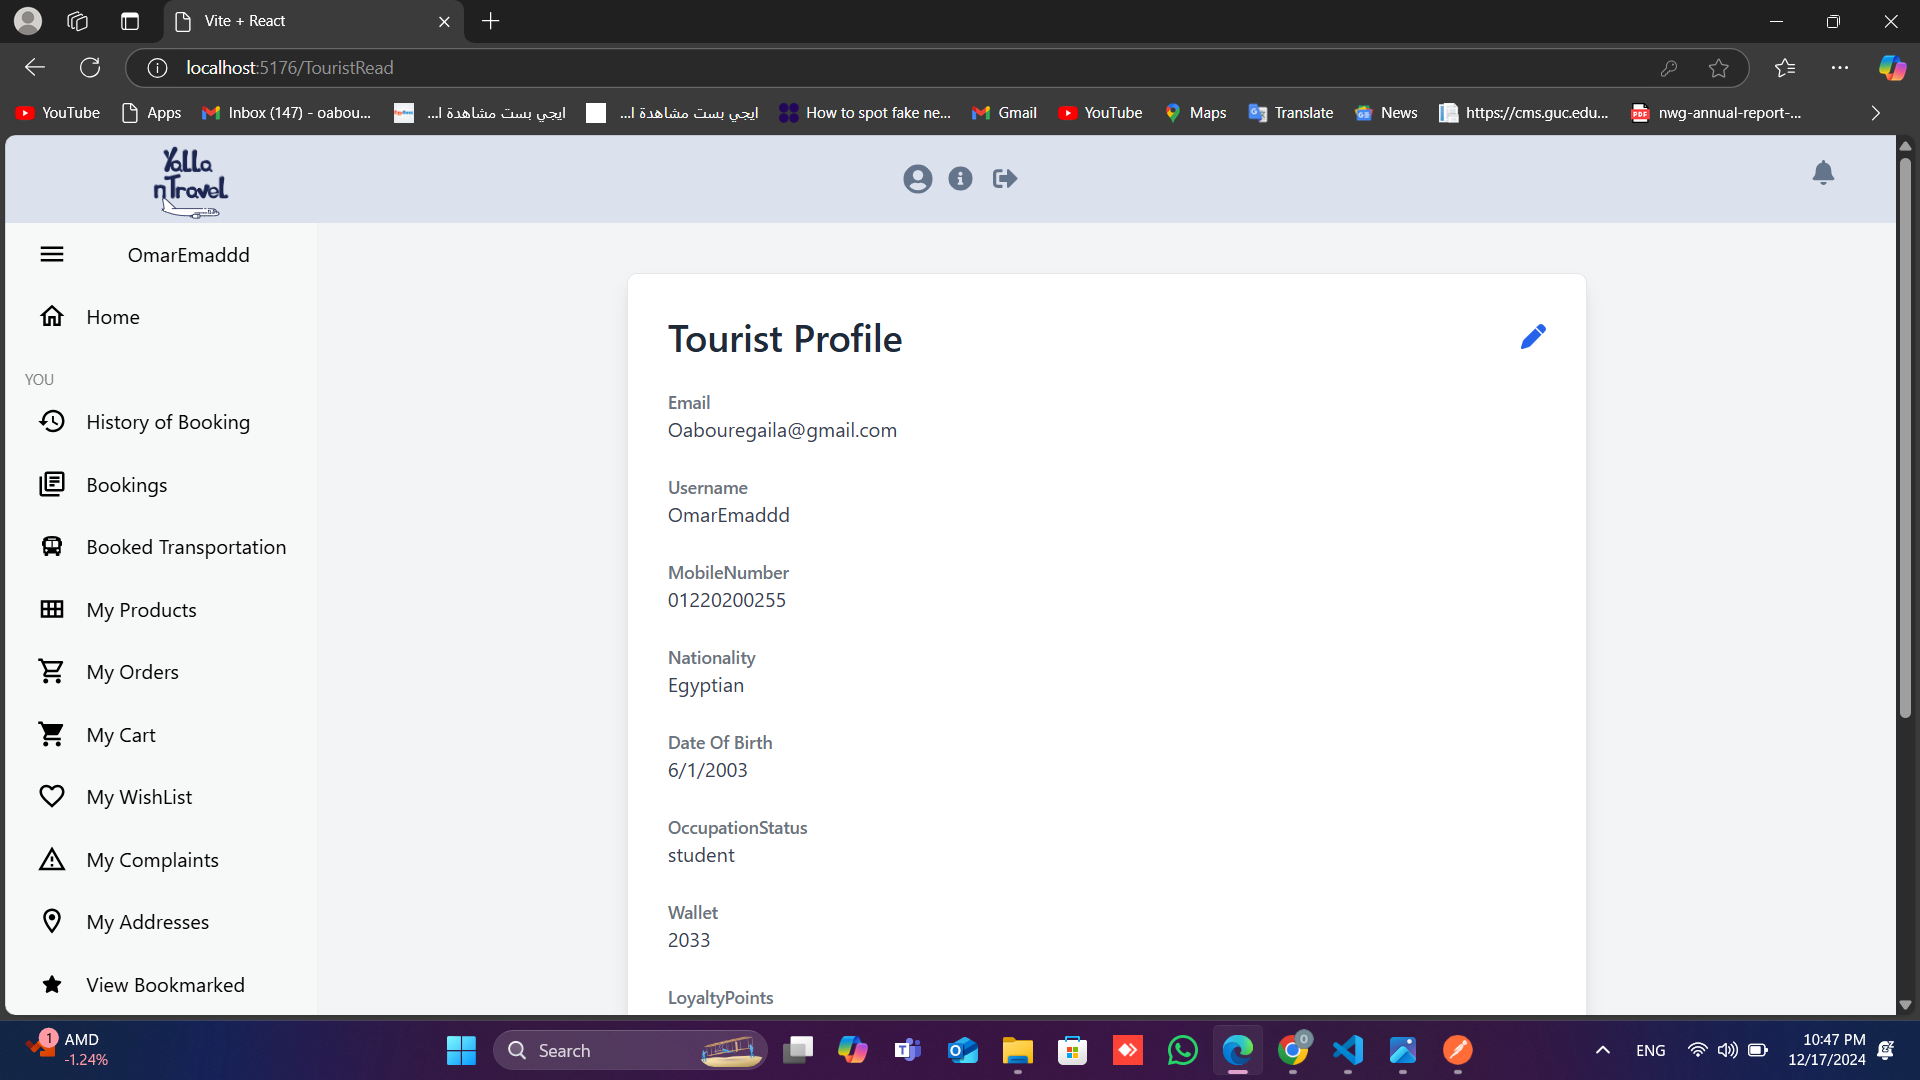 Vite + React
localhost:5176/TouristRead
YouTube
Apps
Inbox (147) - oabou...
ايجي بست مشاهدة ا...
ايجي بست مشاهدة ا...
How to spot fake ne...
Gmail
YouTube
Maps
Translate
News
https://cms.guc.edu...
nwg-annual-report-...
Yalla
nTravel
OmarEmaddd
Home
YOU
History of Booking
Bookings
Booked Transportation
My Products
My Orders
My Cart
My WishList
My Complaints
My Addresses
View Bookmarked
Tourist Profile
Email
Oabouregaila@gmail.com
Username
OmarEmaddd
MobileNumber
01220200255
Nationality
Egyptian
Date Of Birth
6/1/2003
OccupationStatus
student
Wallet
2033
LoyaltyPoints
1
AMD
-1.24%
Search
0
ENG
10:47 PM
12/17/2024